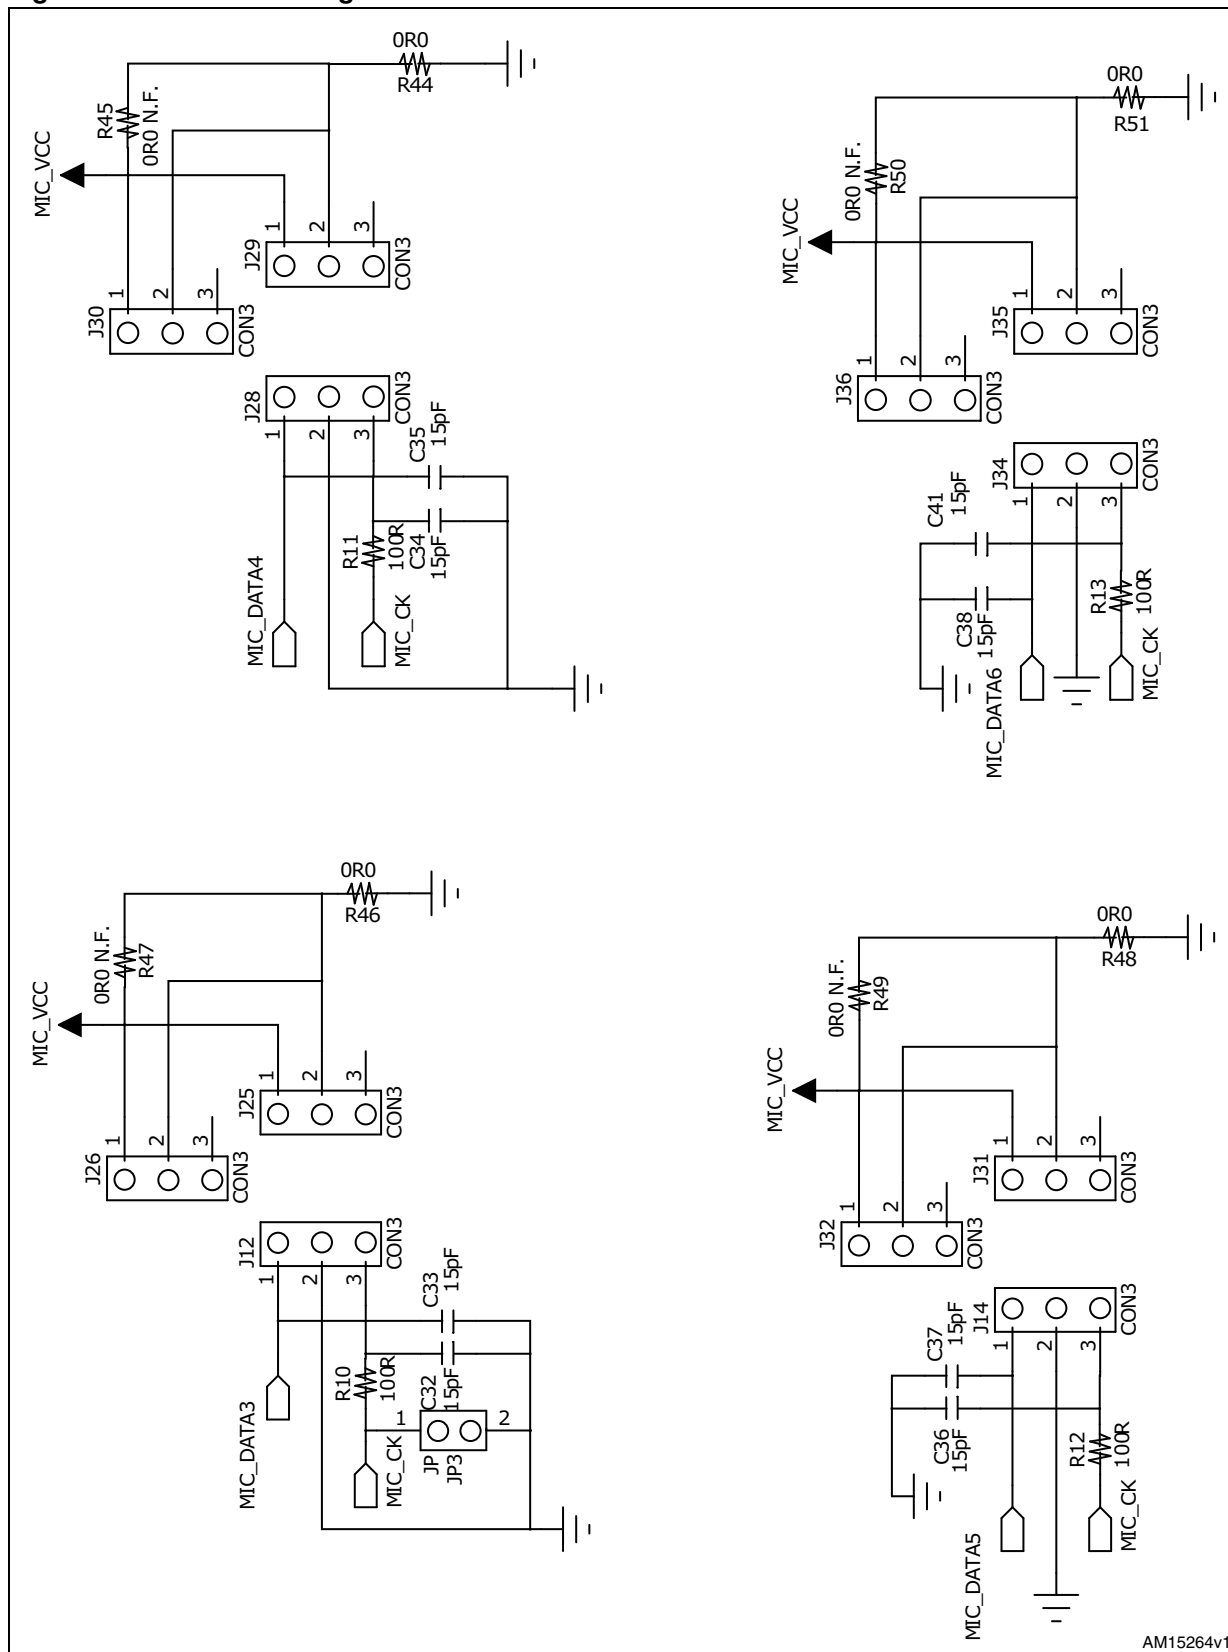 0R0
R44
R45
0R0 N.F.
MIC_VCC
1
2
3
J29
CON3
1
2
3
J30
CON3
J28
CON3
1
2
3
C35
15pF
R11
100R
C34
15pF
MIC_DATA4
MIC_CK
0R0
R51
0R0 N.F.
R50
MIC_VCC
1
2
3
J35
CON3
1
2
3
J36
CON3
J34
CON3
1
2
3
C41
15pF
C38
15pF
R13
100R
MIC_DATA6
MIC_CK
0R0
R46
0R0 N.F.
R47
MIC_VCC
1
2
3
J25
CON3
1
2
3
J26
CON3
J12
CON3
1
2
3
C33
15pF
R10
100R
C32
15pF
1
2
JP
JP3
MIC_DATA3
MIC_CK
0R0
R48
0R0 N.F.
R49
MIC_VCC
1
2
3
J31
CON3
1
2
3
J32
CON3
J14
CON3
1
2
3
C37
15pF
C36
15pF
R12
100R
MIC_DATA5
MIC_CK
AM15264v1